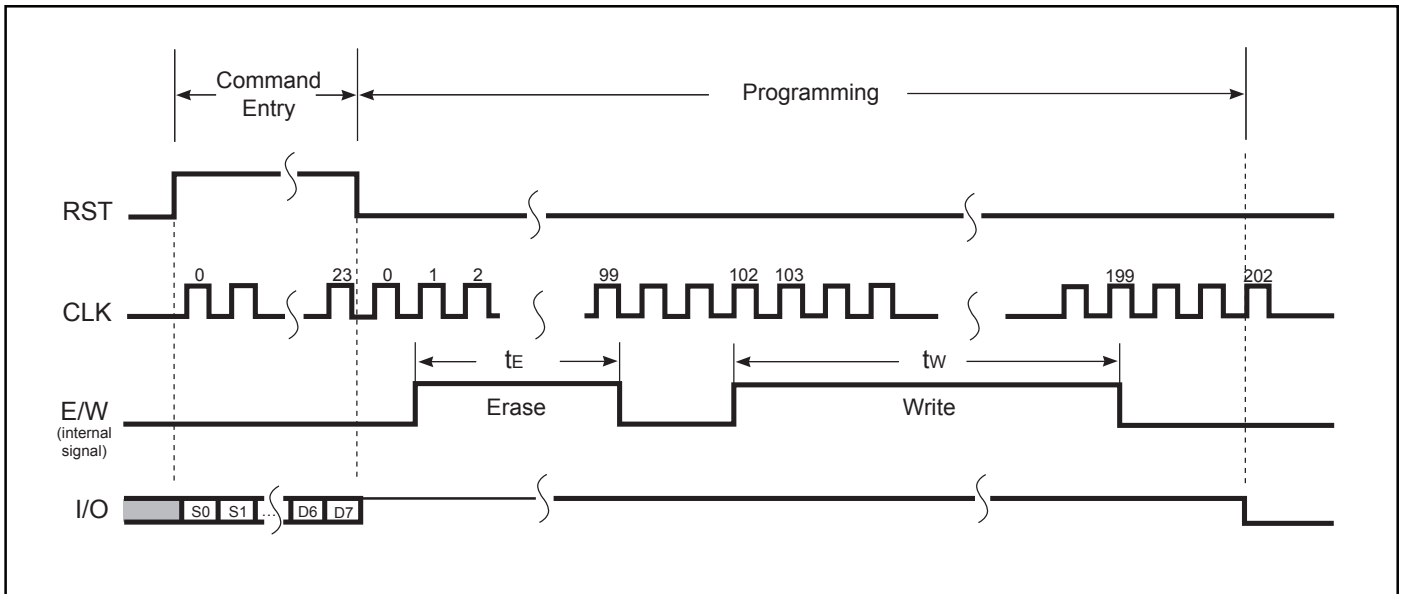 Command
Entry
Programming
RST
0 23 0 1 2 99 102 103 199 202
CLK
tE tW
E/W Erase Write
(internal
signal)
I/O S0 S1 ... D6 D7